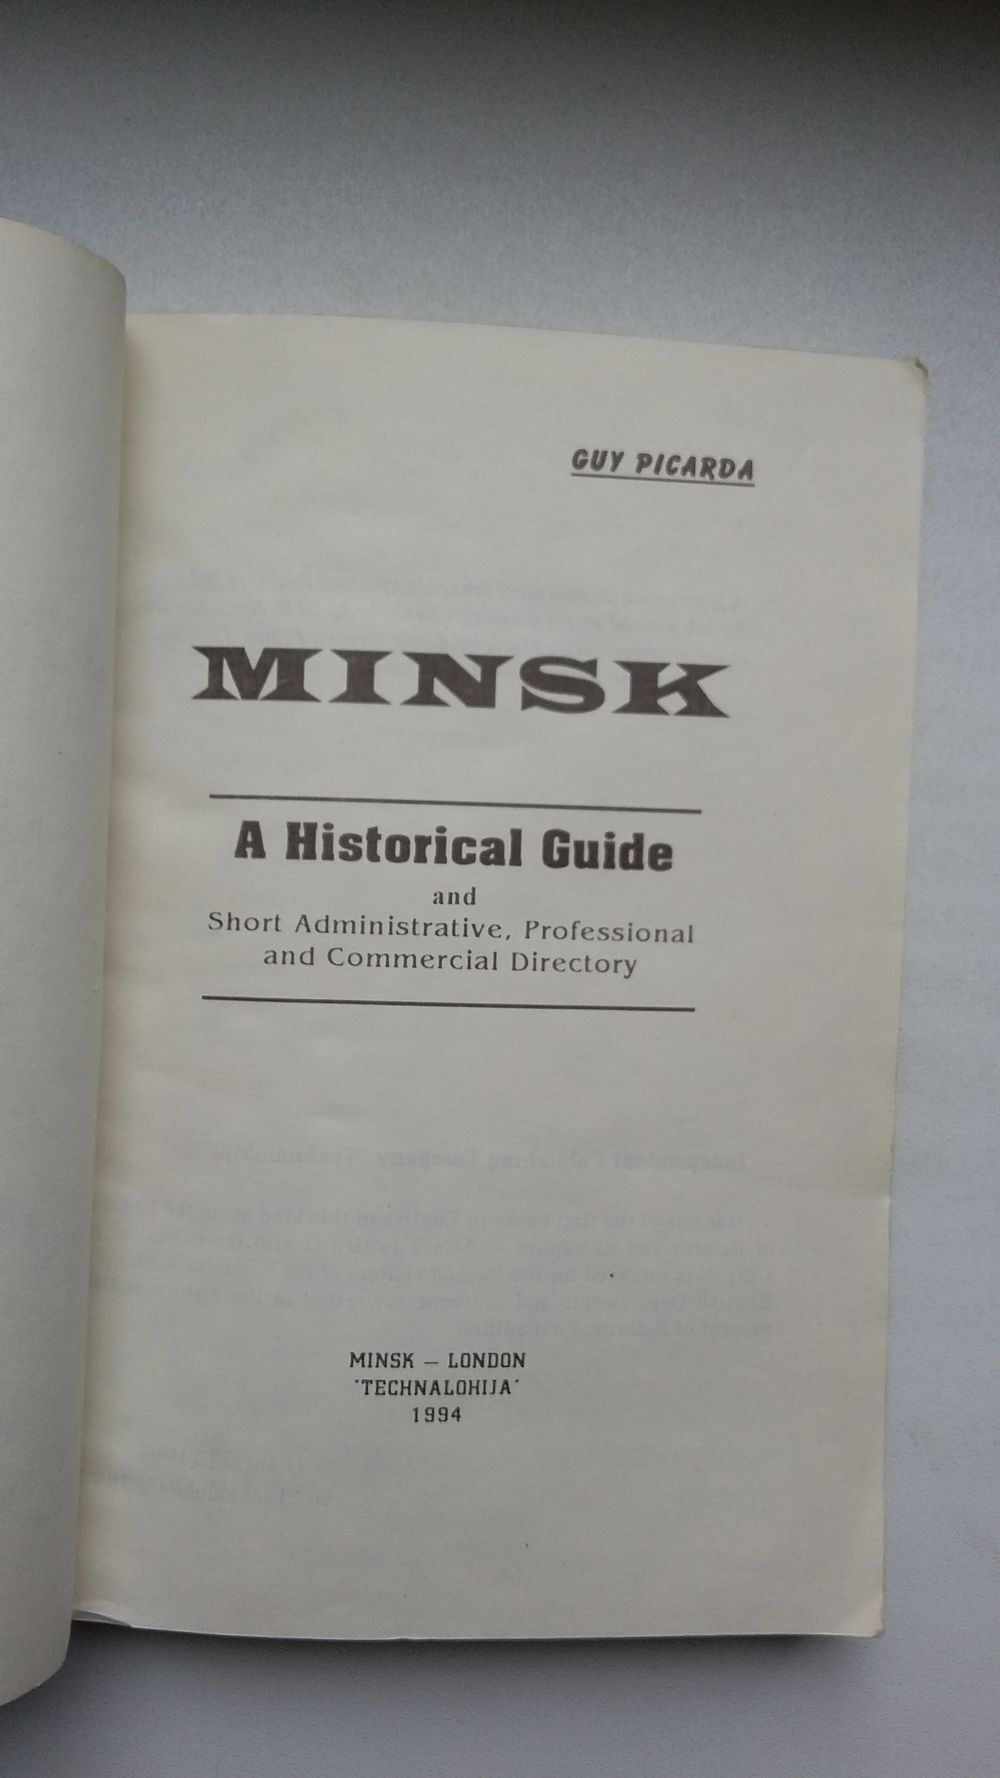 GUY PICARDA
MINSK
A Historical Guide
and
Short Administrative, Professional
and Commercial Directory
MINSK – LONDON
"TECHNALOHIJA"
1994